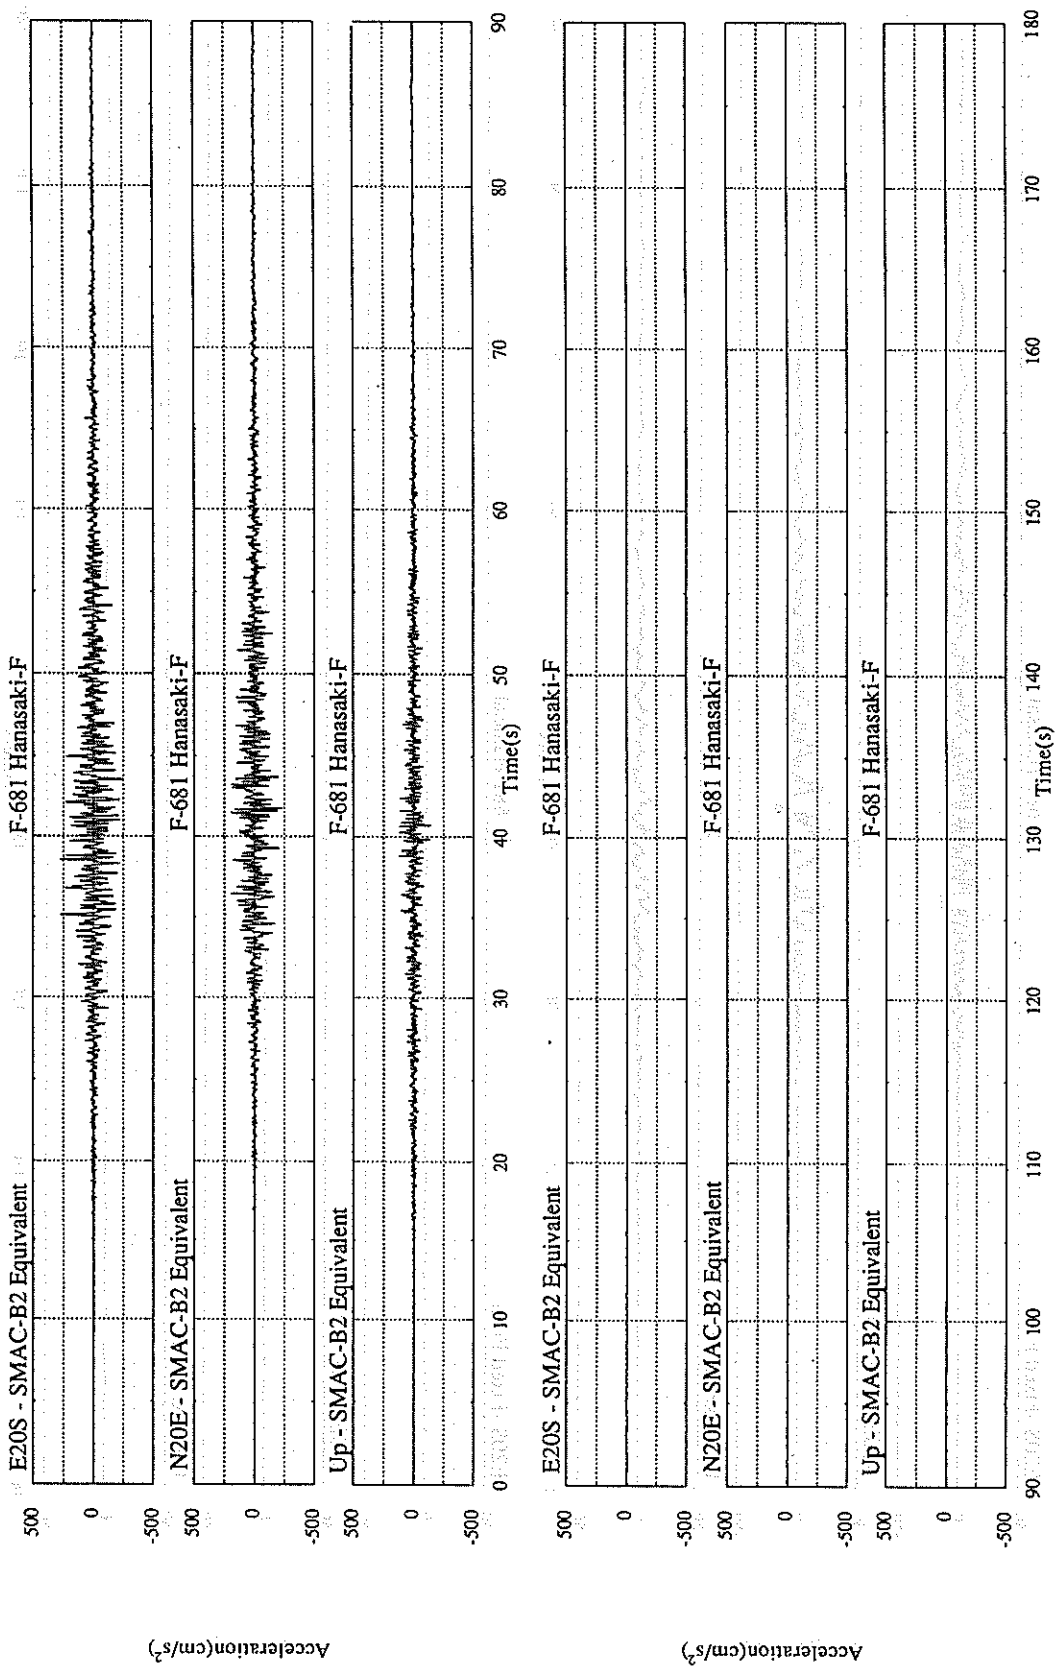 E20S - SMAC-B2 Equivalent F-681 Hanasaki-F
500
0
-500
N20E - SMAC-B2 Equivalent F-681 Hanasaki-F
500
0
-500
Up - SMAC-B2 Equivalent F-681 Hanasaki-F
500
0
-500
0 10 20 30 40 50 60 70 80 90
Time(s)
Acceleration(cm/s²)
E20S - SMAC-B2 Equivalent F-681 Hanasaki-F
500
0
-500
N20E - SMAC-B2 Equivalent F-681 Hanasaki-F
500
0
-500
Up - SMAC-B2 Equivalent F-681 Hanasaki-F
500
0
-500
90 100 110 120 130 140 150 160 170 180
Time(s)
Acceleration(cm/s²)